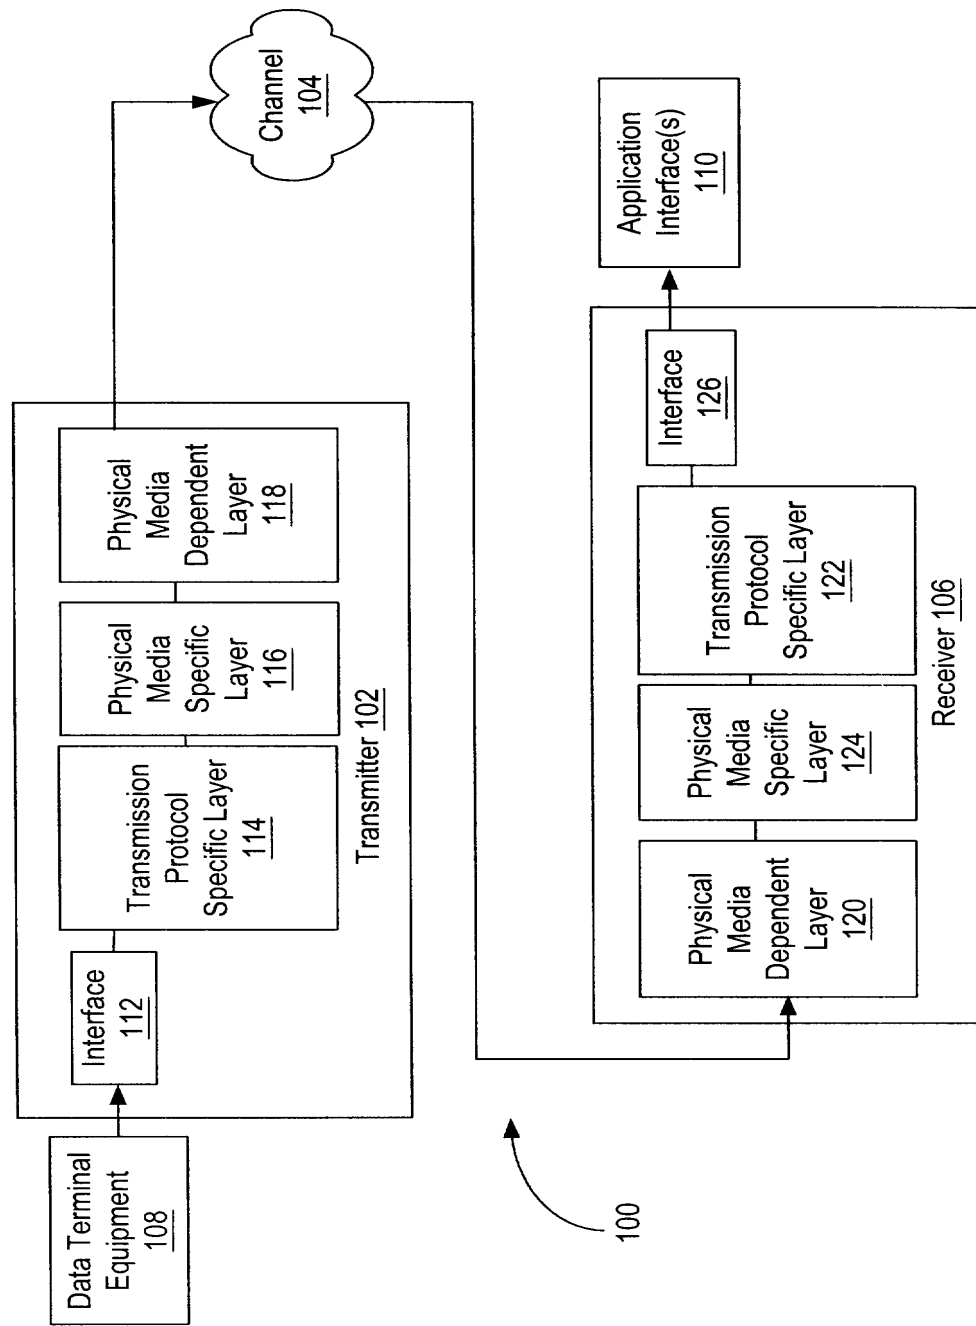 Data Terminal
Equipment
108
Interface
112
Transmission
Protocol
Specific Layer
114
Physical
Media
Specific
Layer
116
Physical
Media
Dependent
Layer
118
Transmitter 102
Channel
104
100
Physical
Media
Dependent
Layer
120
Physical
Media
Specific
Layer
124
Transmission
Protocol
Specific Layer
122
Interface
126
Receiver 106
Application
Interface(s)
110